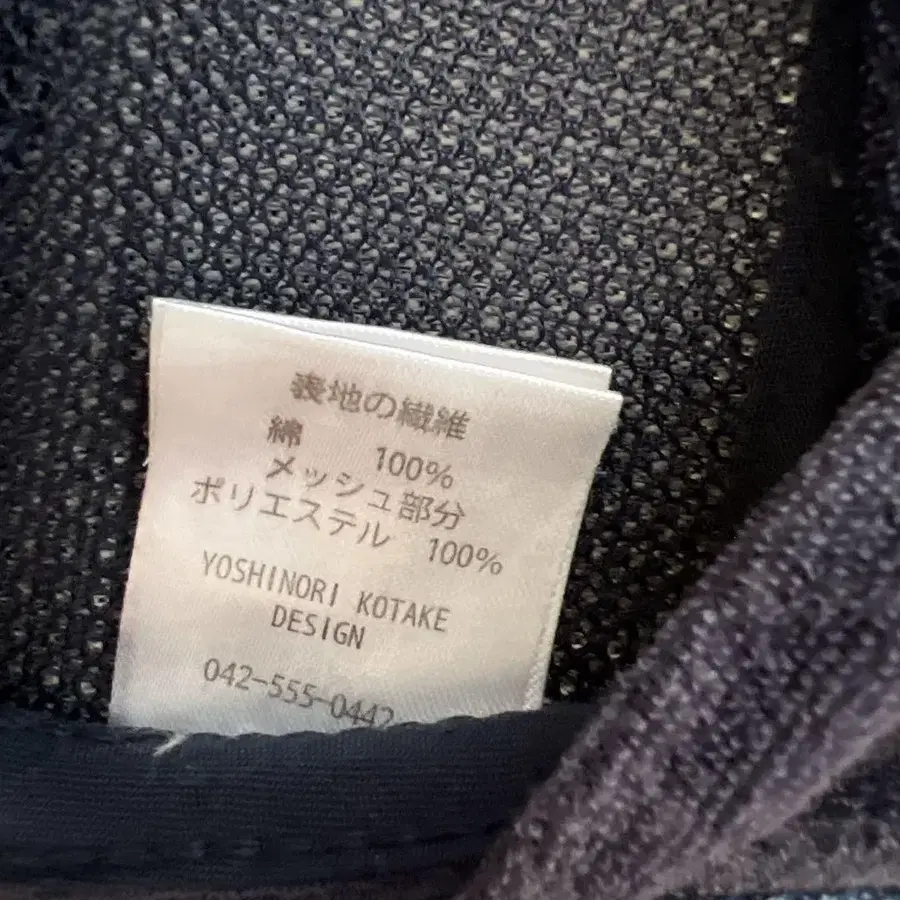 表地の繊維
綿 100%
メッシュ部分
ポリエステル 100%
YOSHINORI KOTAKE
DESIGN
042-555-0442